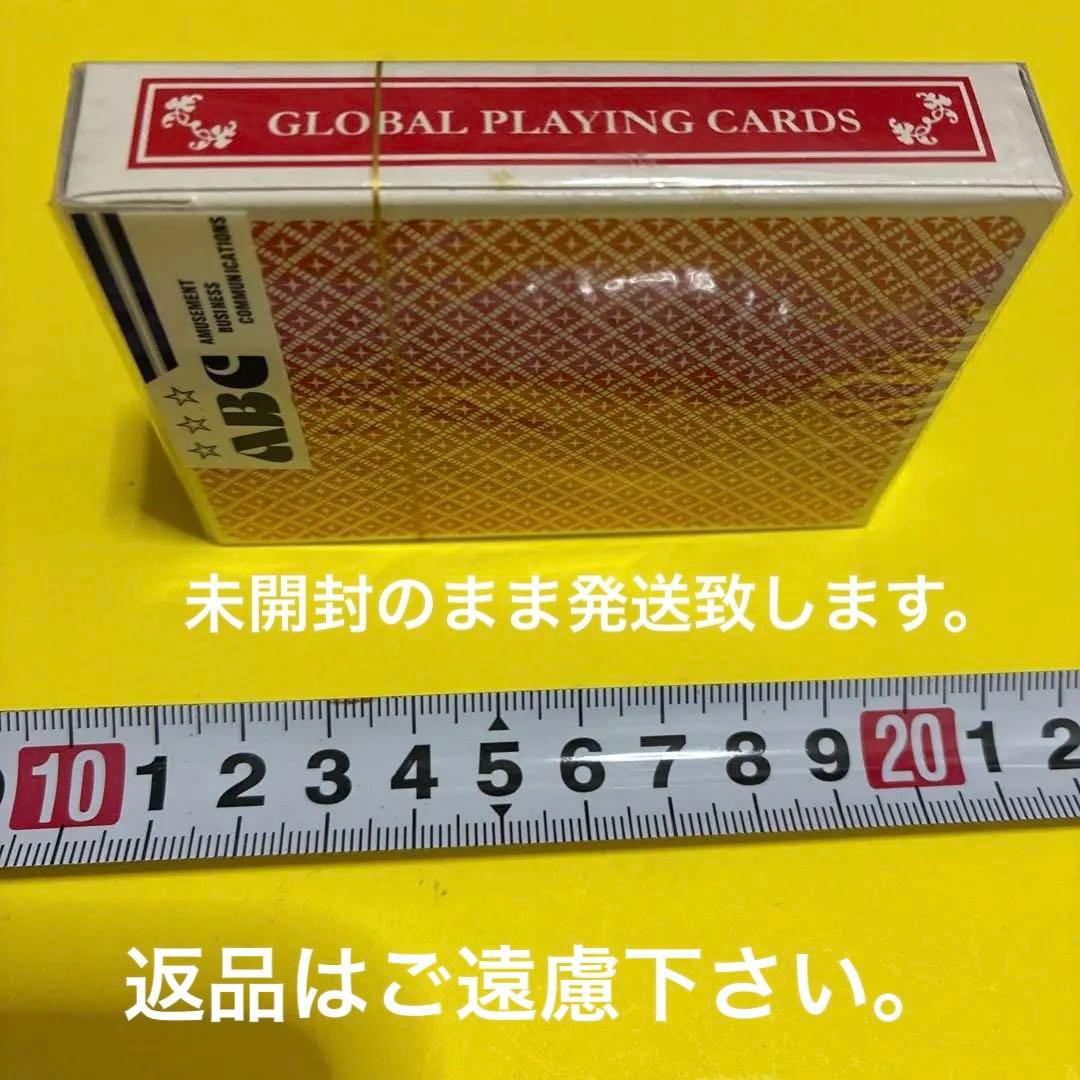 GLOBAL PLAYING CARDS
ABC
AMUSEMENT
BUSINESS
COMMUNICATIONS
未開封のまま発送致します。
10 1 2 3 4 5 6 7 8 9 20 1 2
返品はご遠慮下さい。